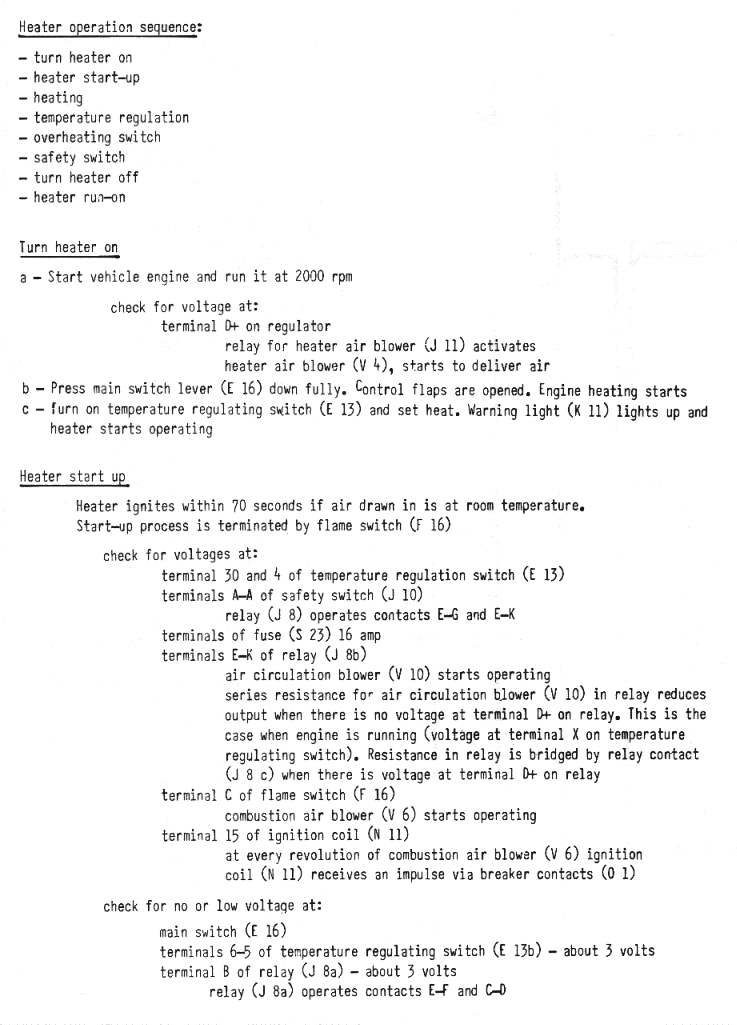 Heater operation sequence:
— turn heater on
— heater start—up
— heating
— temperature regulation
— overheating switch
— safety switch
— turn heater off
— heater run—on
Turn heater on
a — Start vehicle engine and run it at 2000 rpm
check for voltage at:
terminal D+ on regulator
relay for heater air blower (J 11) activates
heater air blower (V 4), starts to deliver air
b — Press main switch lever (E 16) down fully. Control flaps are opened. Engine heating starts
c — Turn on temperature regulating switch (E 13) and set heat. Warning light (K 11) lights up and
heater starts operating
Heater start up
Heater ignites within 70 seconds if air drawn in is at room temperature.
Start—up process is terminated by flame switch (F 16)
check for voltages at:
terminal 30 and 4 of temperature regulation switch (E 13)
terminals A—A of safety switch (J 10)
relay (J 8) operates contacts E—G and E—K
terminals of fuse (S 23) 16 amp
terminals E—K of relay (J 8b)
air circulation blower (V 10) starts operating
series resistance for air circulation blower (V 10) in relay reduces
output when there is no voltage at terminal D+ on relay. This is the
case when engine is running (voltage at terminal X on temperature
regulating switch). Resistance in relay is bridged by relay contact
(J 8 c) when there is voltage at terminal D+ on relay
terminal C of flame switch (F 16)
combustion air blower (V 6) starts operating
terminal 15 of ignition coil (N 11)
at every revolution of combustion air blower (V 6) ignition
coil (N 11) receives an impulse via breaker contacts (O 1)
check for no or low voltage at:
main switch (E 16)
terminals 6—5 of temperature regulating switch (E 13b) — about 3 volts
terminal B of relay (J 8a) — about 3 volts
relay (J 8a) operates contacts E—F and C—D